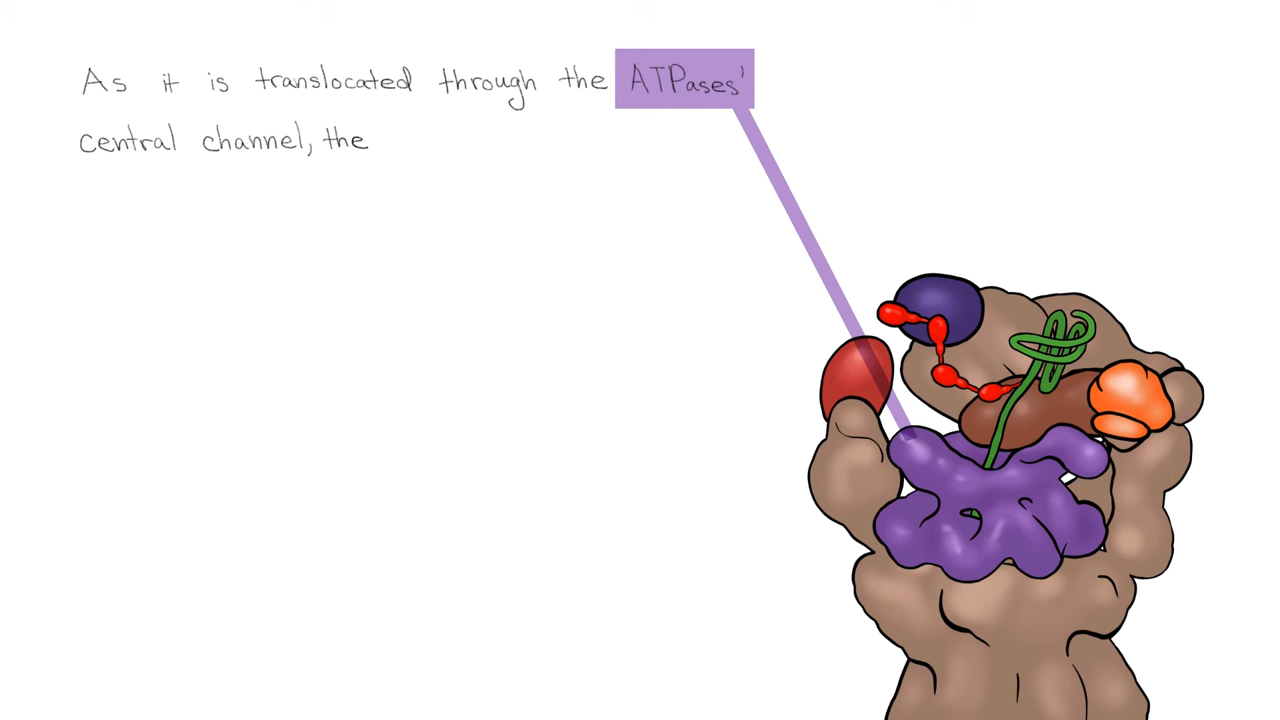 As it is translocated through the ATPases'
central channel, the